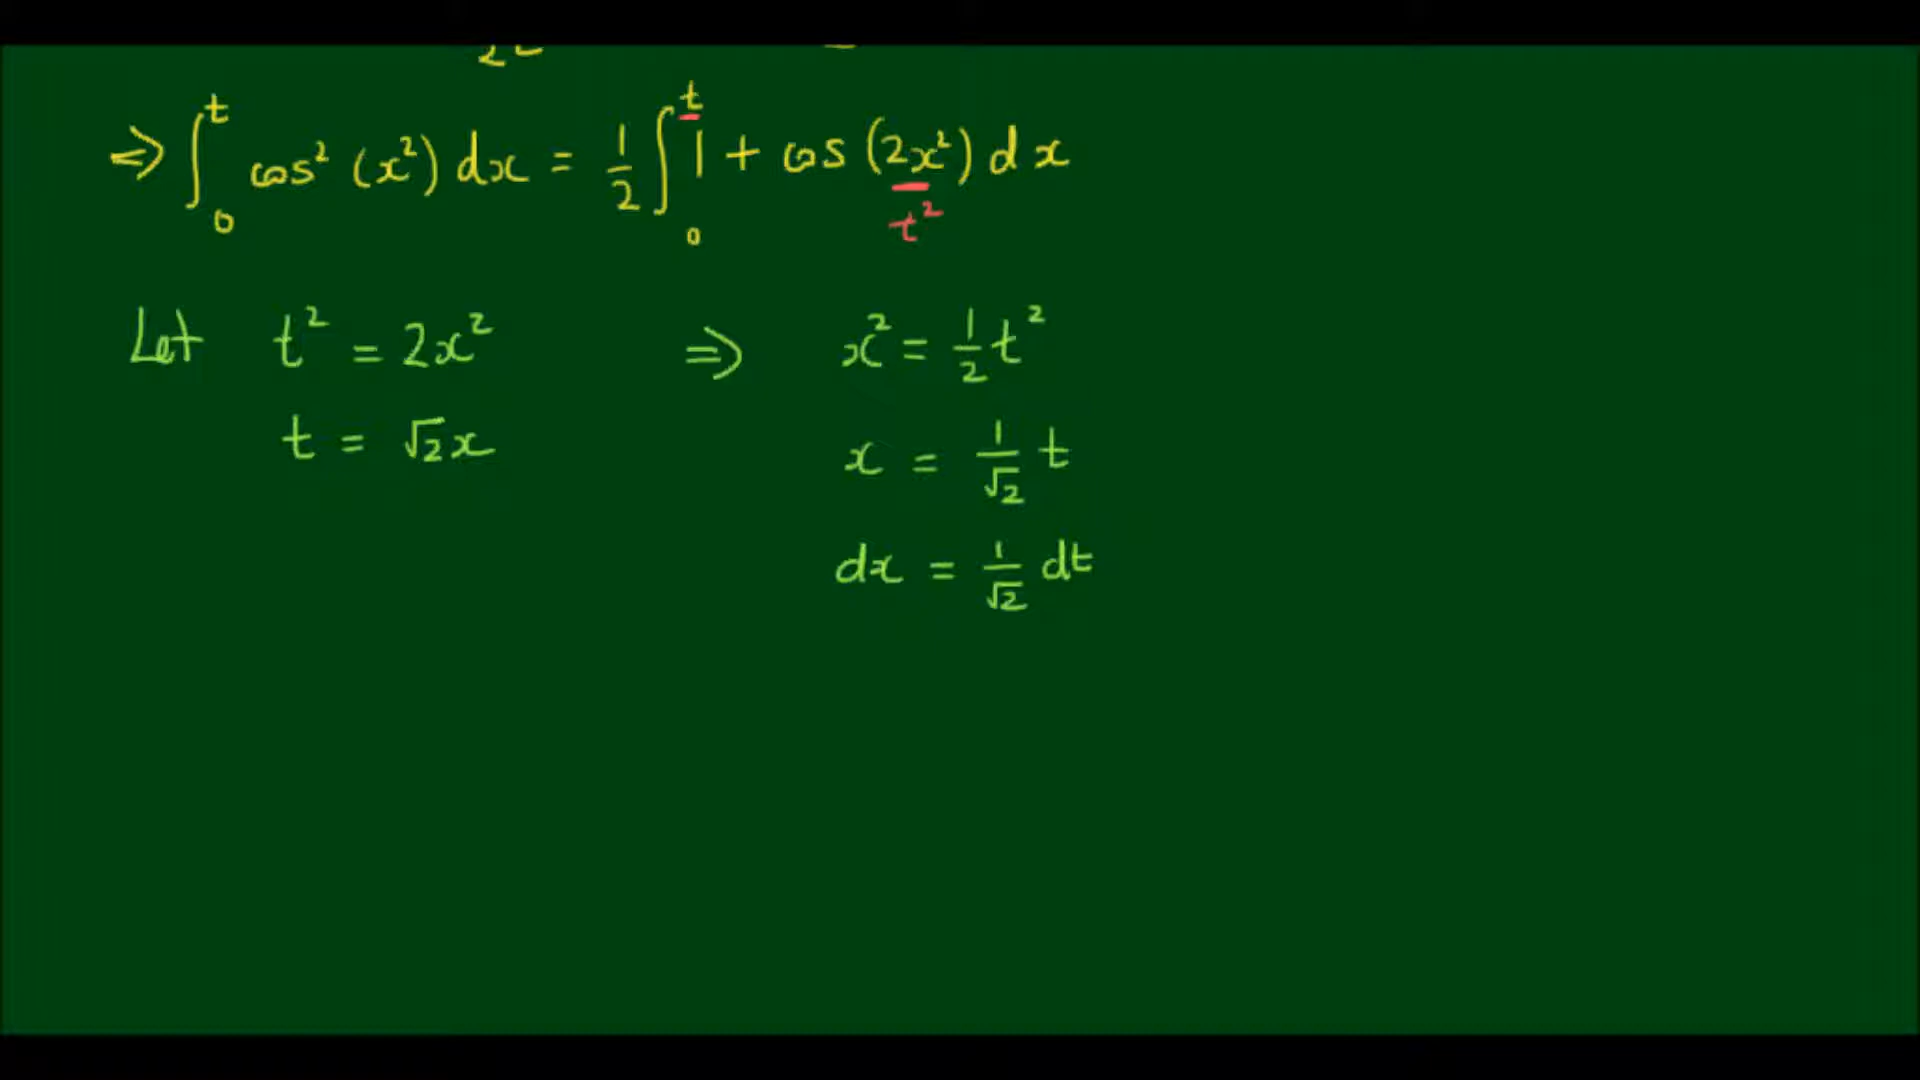 ⇒ ∫₀ᵗ cos² (x²) dx = 1/2 ∫₀ᵗ 1 + cos (2x²) dx
t²
Let t² = 2x² ⇒ x² = 1/2 t²
t = √2x x = 1/√2 t
dx = 1/√2 dt